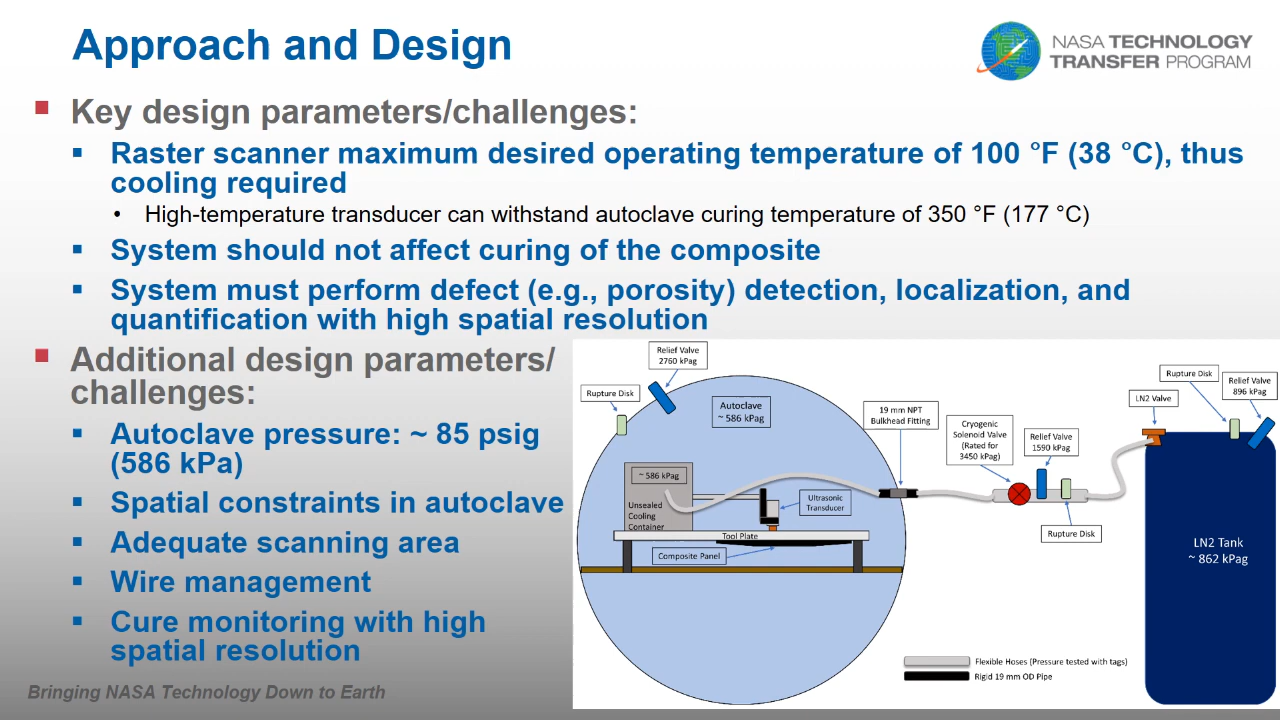 Approach and Design
NASA TECHNOLOGY
TRANSFER PROGRAM
Key design parameters/challenges:
Raster scanner maximum desired operating temperature of 100 °F (38 °C), thus
cooling required
High-temperature transducer can withstand autoclave curing temperature of 350 °F (177 °C)
System should not affect curing of the composite
System must perform defect (e.g., porosity) detection, localization, and
quantification with high spatial resolution
Additional design parameters/
challenges:
Autoclave pressure: ~ 85 psig
(586 kPa)
Spatial constraints in autoclave
Adequate scanning area
Wire management
Cure monitoring with high
spatial resolution
Bringing NASA Technology Down to Earth
Relief Valve
2760 kPag
Rupture Disk
Autoclave
~ 586 kPag
19 mm NPT
Bulkhead Fitting
Cryogenic
Solenoid Valve
(Rated for
3450 kPag)
Relief Valve
1590 kPag
Rupture Disk
LN2 Valve
Rupture Disk
Relief Valve
896 kPag
~ 586 kPag
Unsealed
Cooling
Container
Ultrasonic
Transducer
Tool Plate
Composite Panel
LN2 Tank
~ 862 kPag
Flexible Hoses (Pressure tested with tags)
Rigid 19 mm OD Pipe